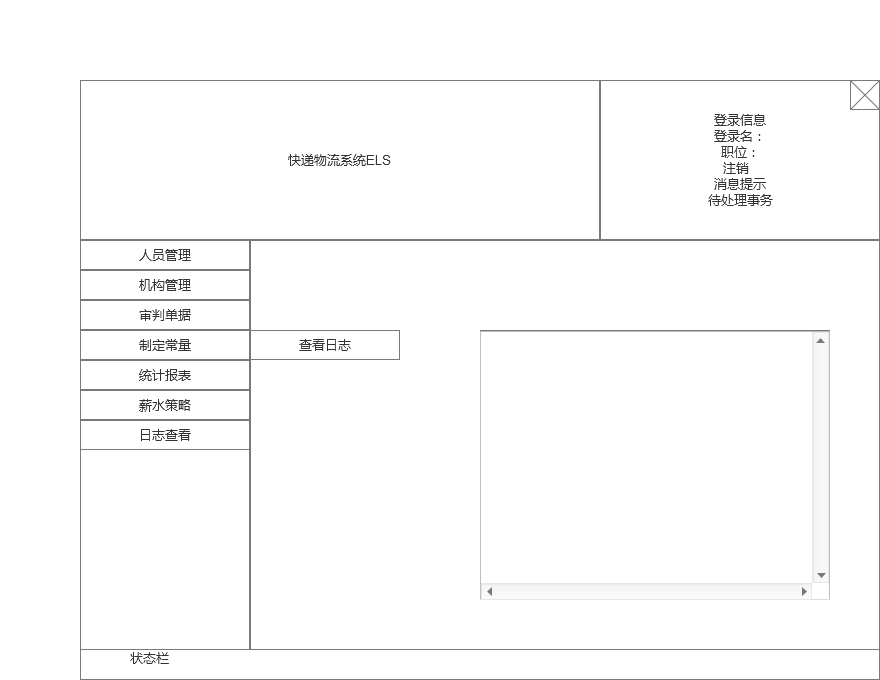 快递物流系统ELS
登录信息
登录名：
职位：
注销
消息提示
待处理事务
人员管理
机构管理
审判单据
制定常量
查看日志
统计报表
薪水策略
日志查看
状态栏